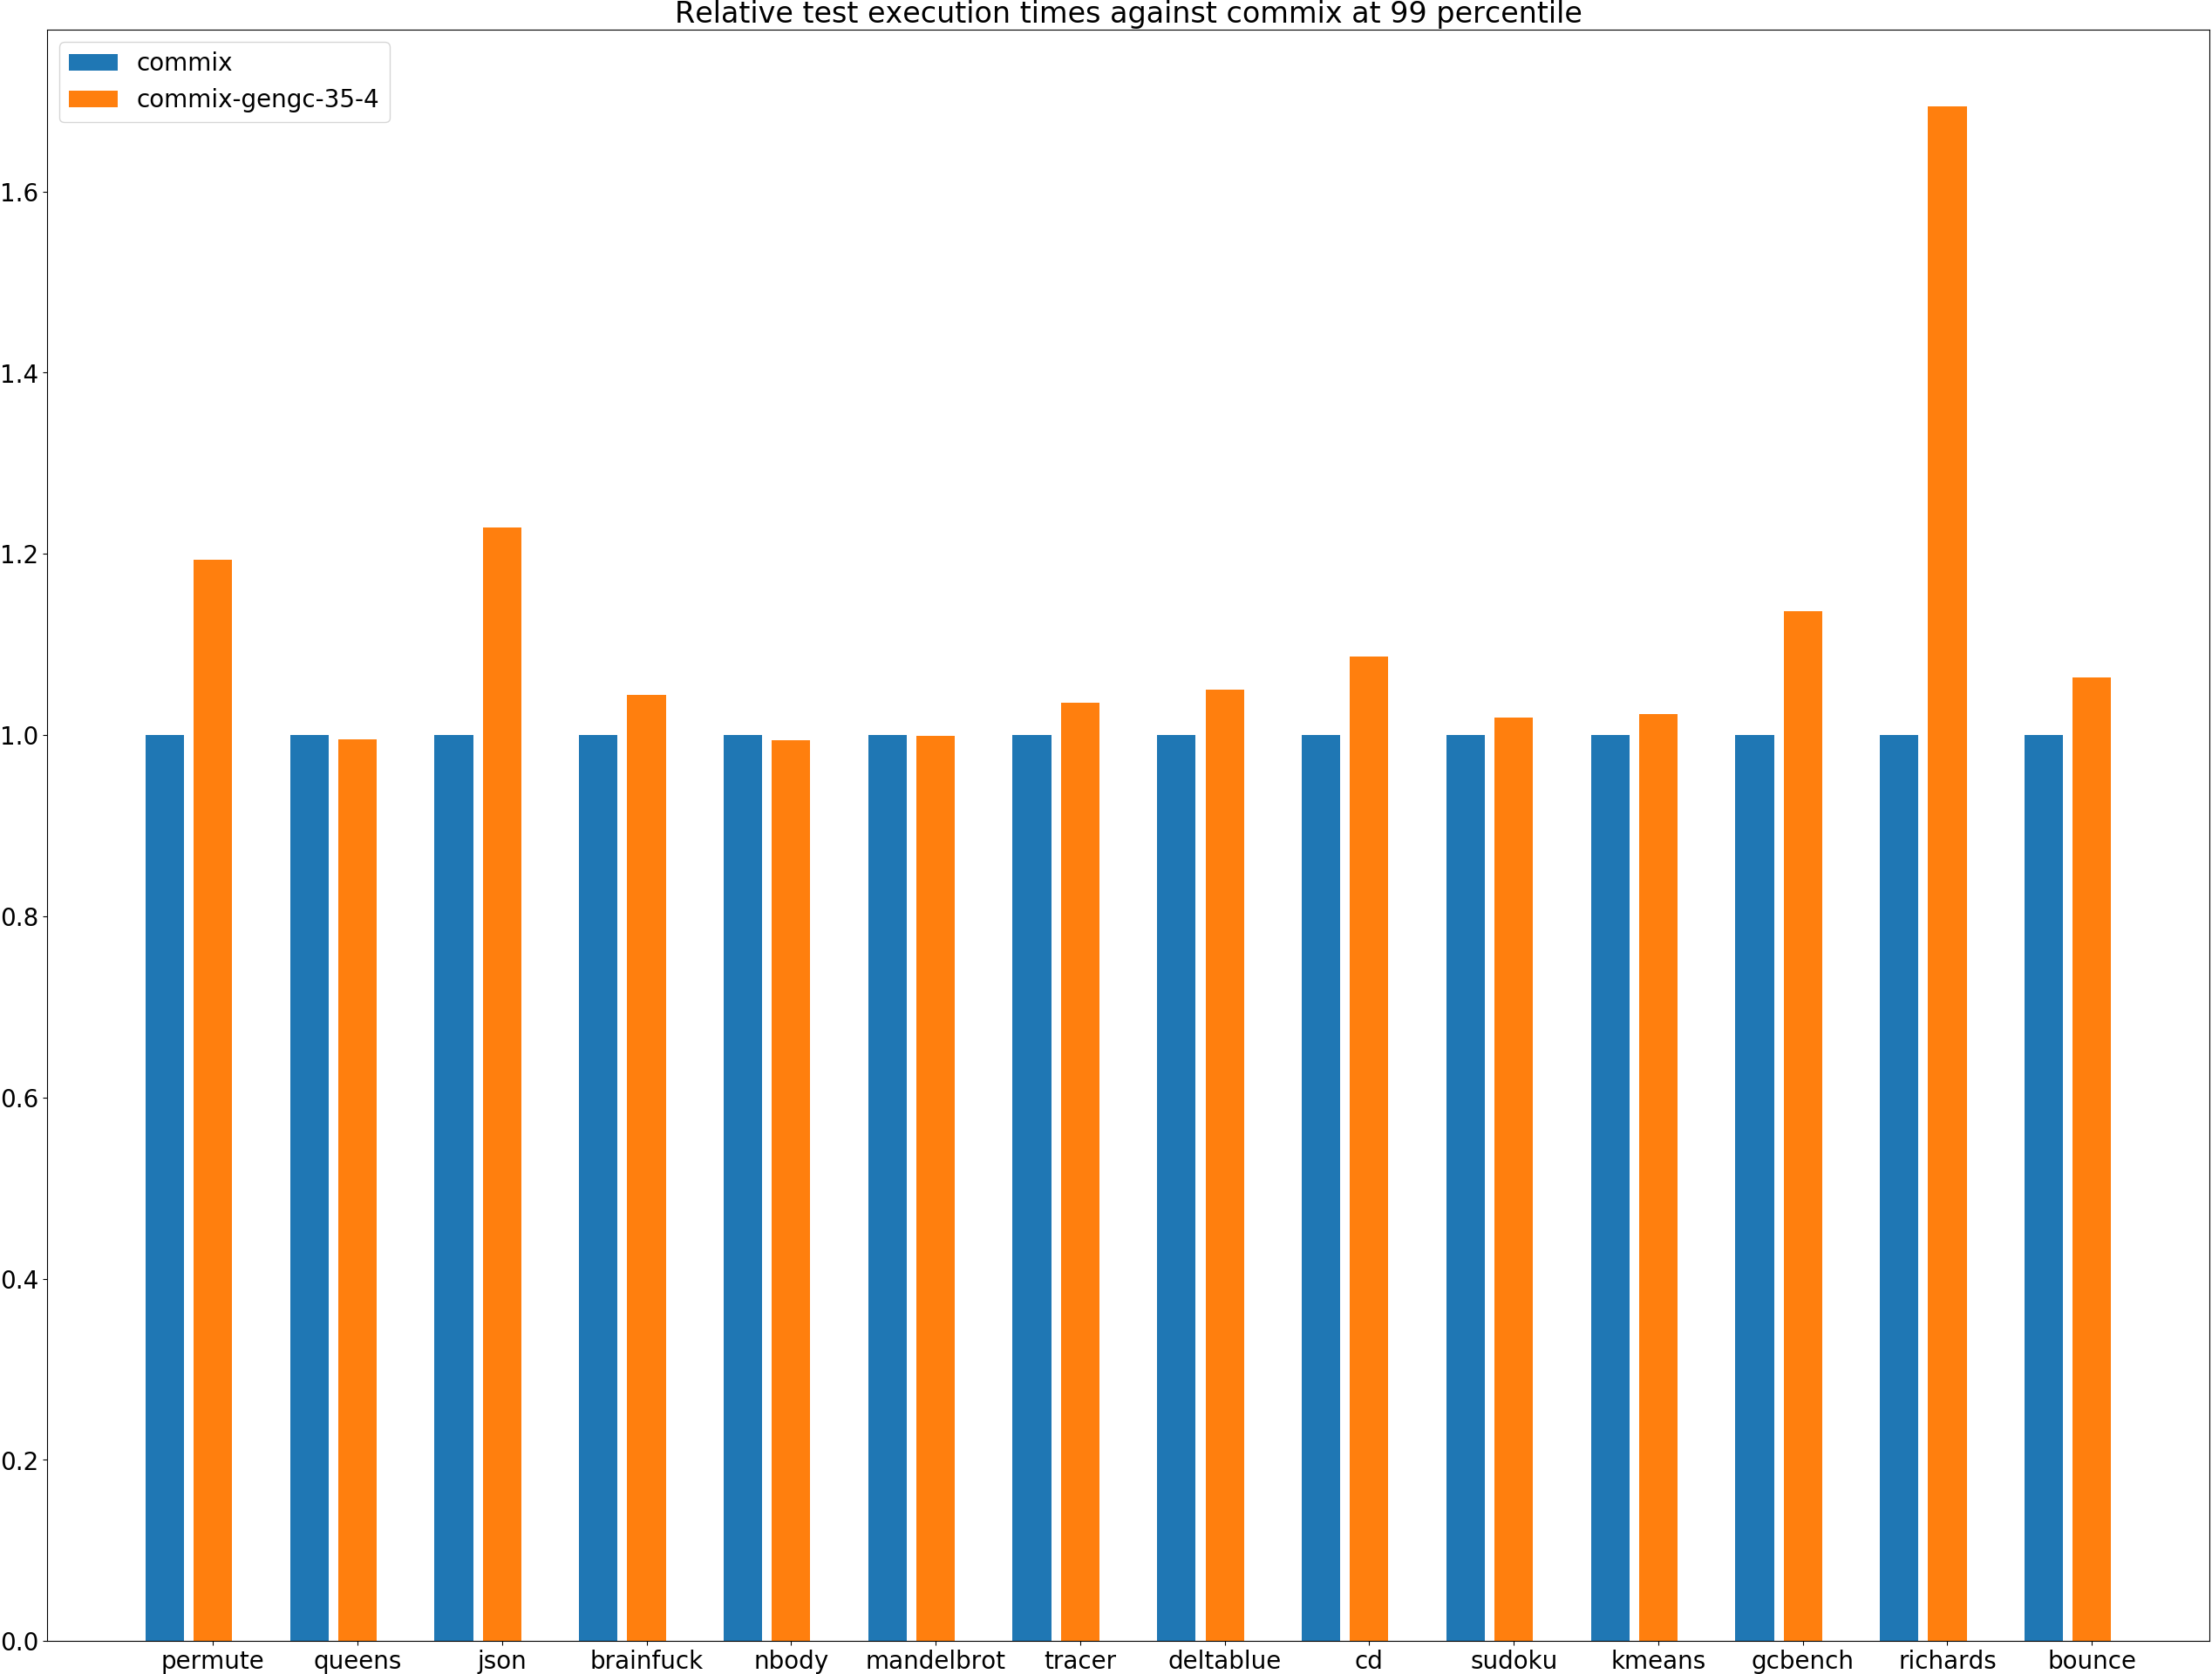 Relative test execution times against commix at 99 percentile
commix
commix-gengc-35-4
1.6
1.4
1.2
1.0
0.8
0.6
0.4
0.2
0.0
permute queens json brainfuck nbody mandelbrot tracer deltablue cd sudoku kmeans gcbench richards bounce